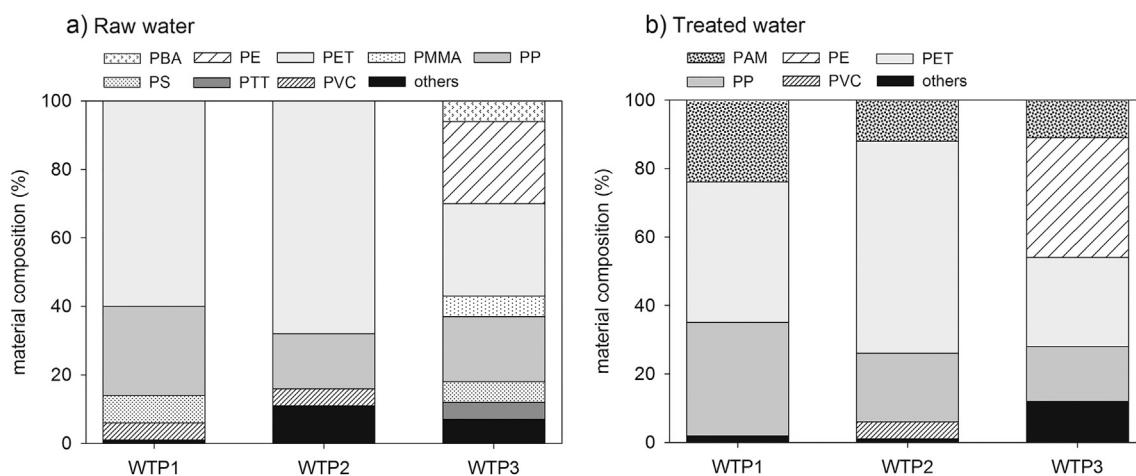 a) Raw water
PBA PE PET PMMA PP
PS PTT PVC others
material composition (%)
100
80
60
40
20
0
WTP1 WTP2 WTP3
b) Treated water
PAM PE PET
PP PVC others
material composition (%)
100
80
60
40
20
0
WTP1 WTP2 WTP3